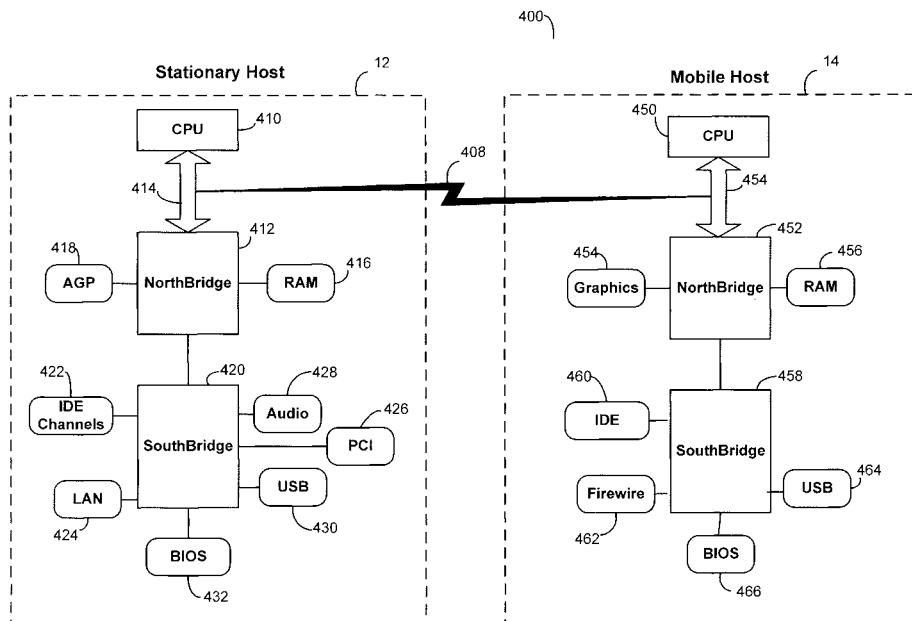 400
Stationary Host
12
Mobile Host
14
CPU
410
450
CPU
408
414
454
412
452
418
AGP
NorthBridge
RAM
416
454
Graphics
NorthBridge
456
RAM
422
IDE
Channels
420
428
Audio
426
PCI
SouthBridge
460
IDE
458
SouthBridge
LAN
424
USB
430
Firewire
462
USB
464
BIOS
432
BIOS
466